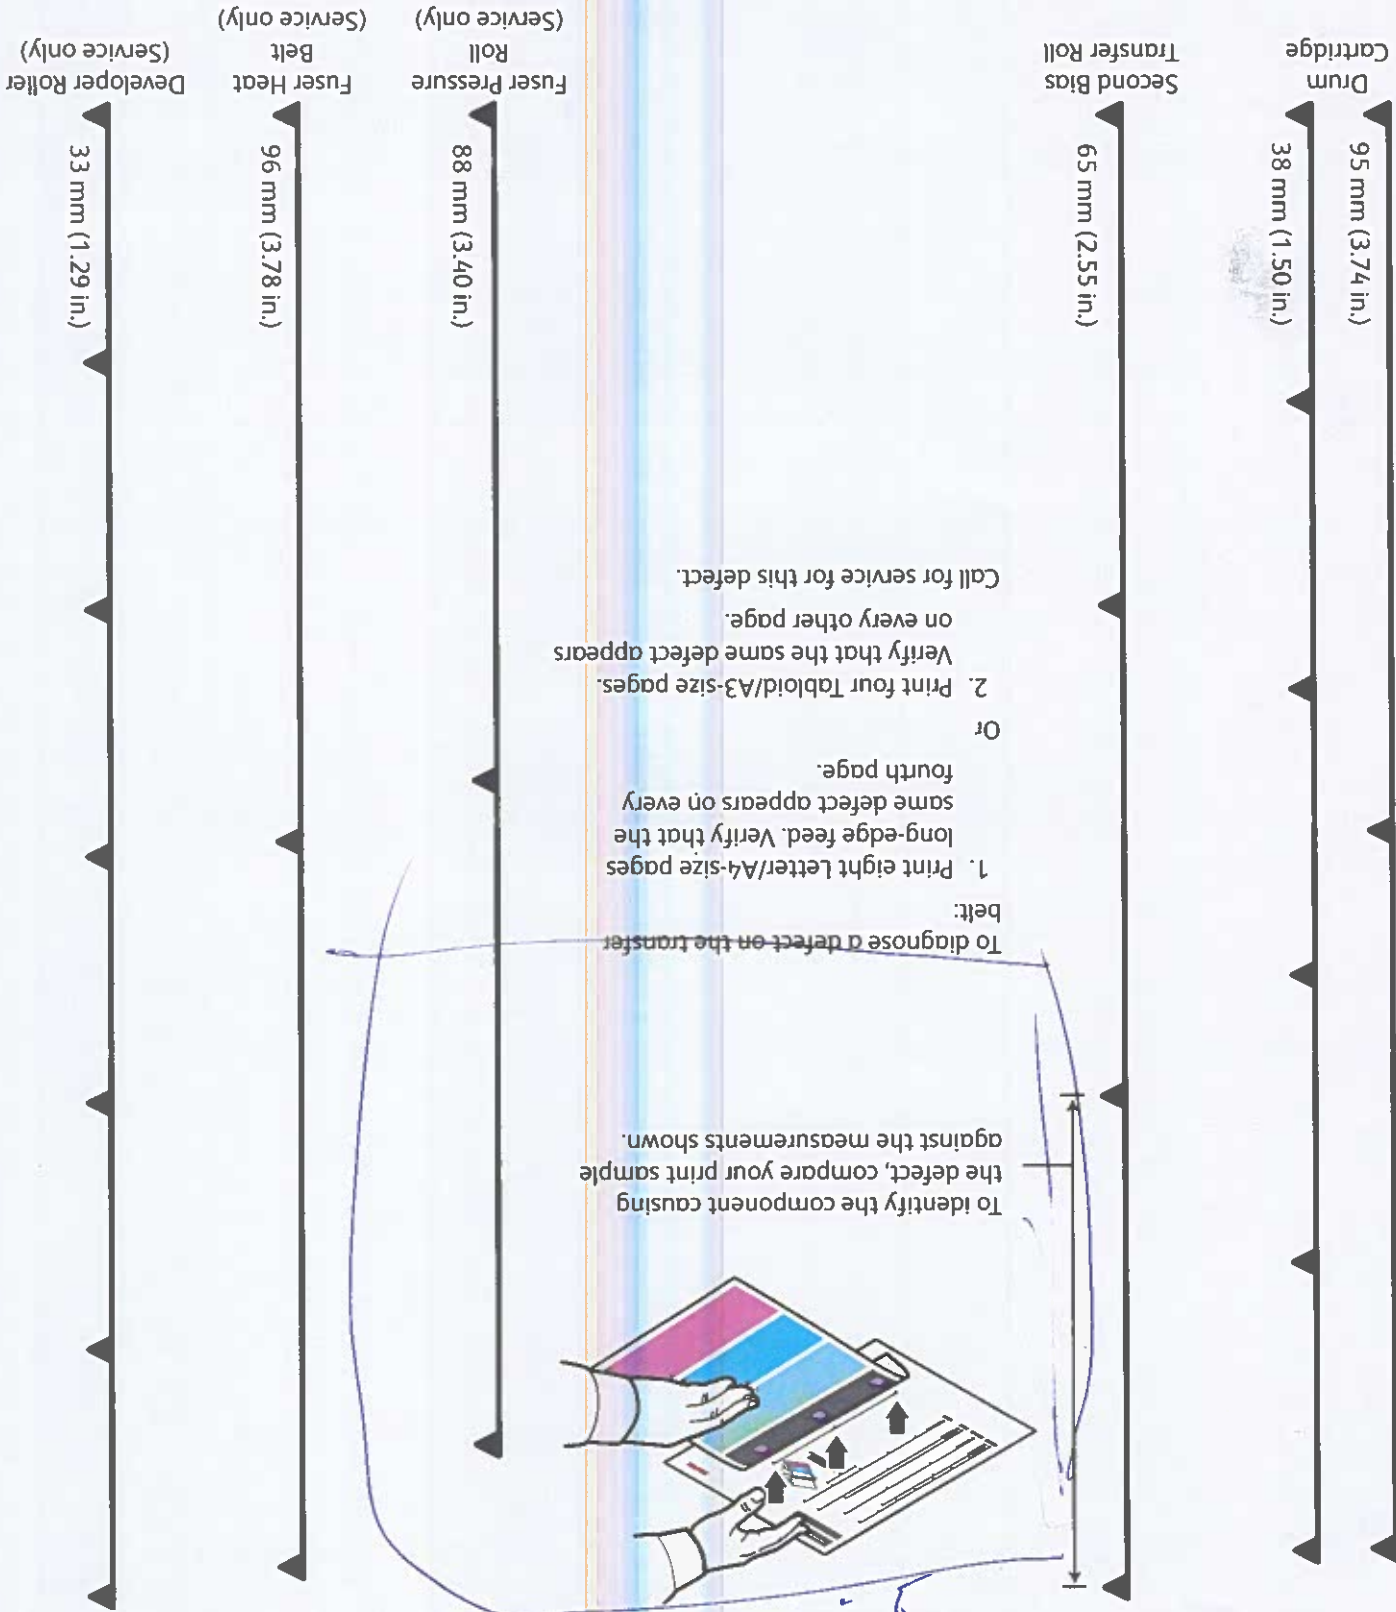 To identify the component causing
the defect, compare your print sample
against the measurements shown.
To diagnose a defect on the transfer
belt:
1. Print eight Letter/A4-size pages
long-edge feed. Verify that the
same defect appears on every
fourth page.
Or
2. Print four Tabloid/A3-size pages.
Verify that the same defect appears
on every other page.
Call for service for this defect.
95 mm (3.74 in.)
38 mm (1.50 in.)
65 mm (2.55 in.)
88 mm (3.40 in.)
96 mm (3.78 in.)
33 mm (1.29 in.)
Drum
Cartridge
Second Bias
Transfer Roll
Fuser Pressure
Roll
(Service only)
Fuser Heat
Belt
(Service only)
Developer Roller
(Service only)